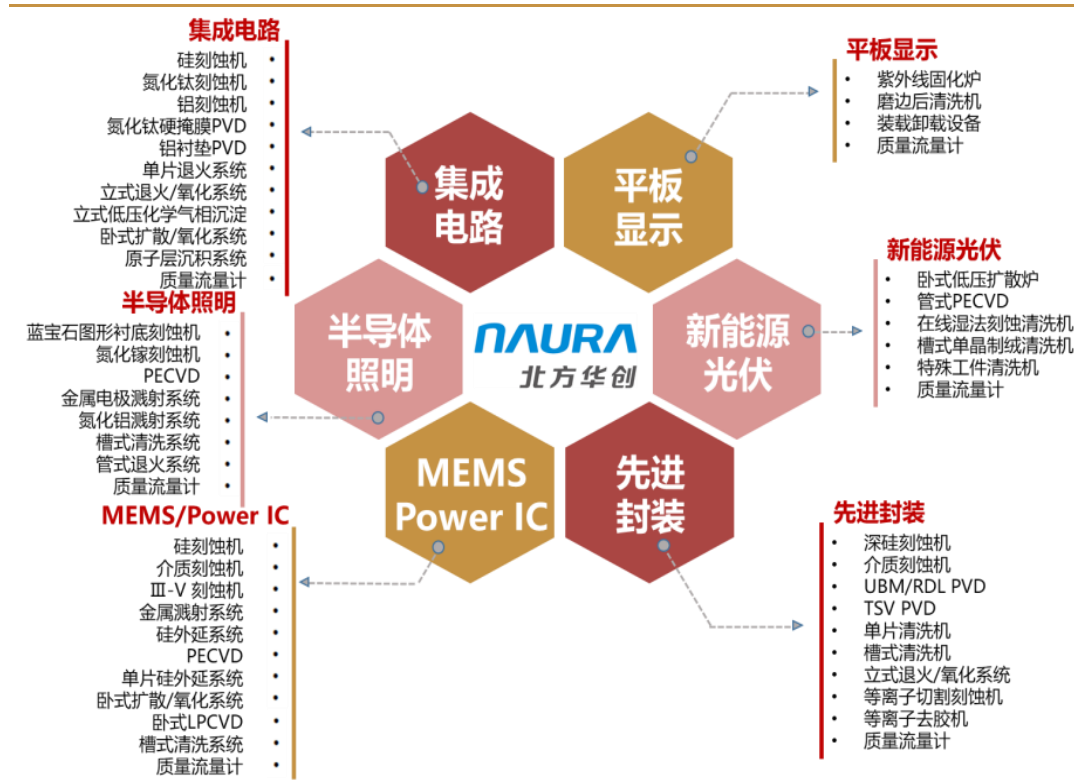 集成电路
硅刻蚀机
氮化钛刻蚀机
铝刻蚀机
氮化钛硬掩膜PVD
铝衬垫PVD
单片退火系统
立式退火/氧化系统
立式低压化学气相沉淀
卧式扩散/氧化系统
原子层沉积系统
质量流量计
半导体照明
蓝宝石图形衬底刻蚀机
氮化镓刻蚀机
PECVD
金属电极溅射系统
氮化铝溅射系统
槽式清洗系统
管式退火系统
质量流量计
MEMS/Power IC
硅刻蚀机
介质刻蚀机
Ⅲ-V 刻蚀机
金属溅射系统
硅外延系统
PECVD
单片硅外延系统
卧式扩散/氧化系统
卧式LPCVD
槽式清洗系统
质量流量计
集成
电路
平板
显示
半导体
照明
NAURA
北方华创
新能源
光伏
MEMS
Power IC
先进
封装
平板显示
紫外线固化炉
磨边后清洗机
装载卸载设备
质量流量计
新能源光伏
卧式低压扩散炉
管式PECVD
在线湿法刻蚀清洗机
槽式单晶制绒清洗机
特殊工件清洗机
质量流量计
先进封装
深硅刻蚀机
介质刻蚀机
UBM/RDL PVD
TSV PVD
单片清洗机
槽式清洗机
立式退火/氧化系统
等离子切割刻蚀机
等离子去胶机
质量流量计